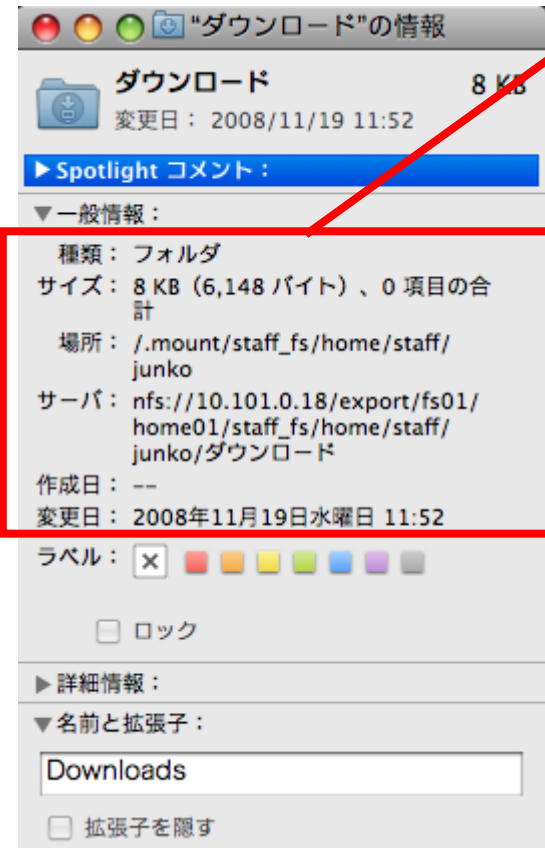 “ダウンロード”の情報
ダウンロード 8 KB
変更日： 2008/11/19 11:52
▶Spotlight コメント：
▼一般情報：
種類： フォルダ
サイズ： 8 KB（6,148 バイト）、0 項目の合
計
場所： /.mount/staff_fs/home/staff/
junko
サーバ： nfs://10.101.0.18/export/fs01/
home01/staff_fs/home/staff/
junko/ダウンロード
作成日： --
変更日： 2008年11月19日水曜日 11:52
ラベル：
ロック
▶詳細情報：
▼名前と拡張子：
Downloads
拡張子を隠す